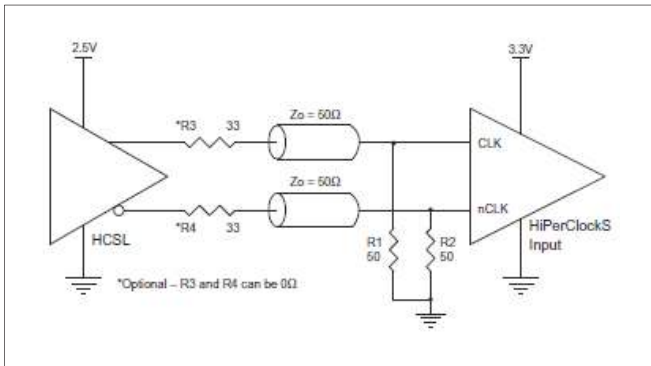 2.5V
3.3V
*R3 33
Zo = 50Ω
CLK
Zo = 50Ω
nCLK
*R4 33
HCSL
R1
50
R2
50
HiPerClockS
Input
*Optional – R3 and R4 can be 0Ω